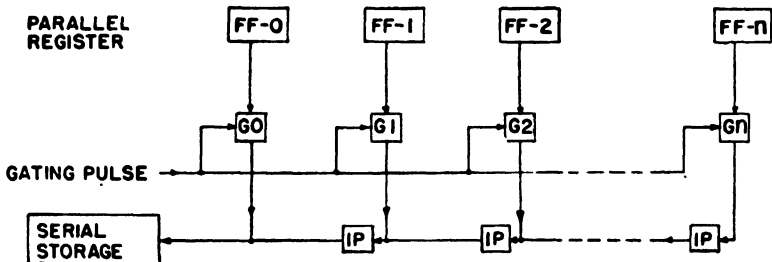 PARALLEL
REGISTER
FF-0
FF-1
FF-2
FF-n
G0
G1
G2
Gn
GATING PULSE
SERIAL
STORAGE
IP
IP
IP